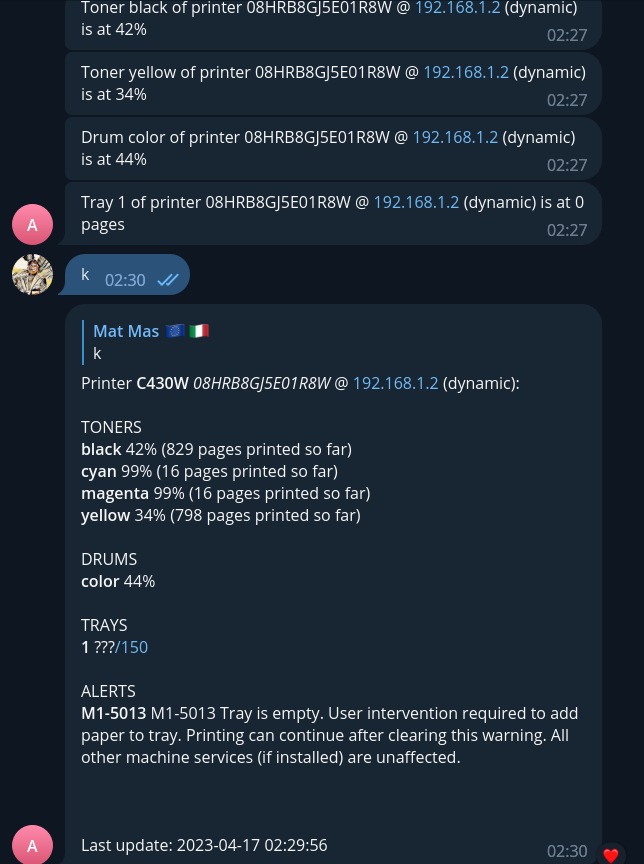 Toner black of printer 08HRB8GJ5E01R8W @ 192.168.1.2 (dynamic)
is at 42%
02:27
Toner yellow of printer 08HRB8GJ5E01R8W @ 192.168.1.2 (dynamic)
is at 34%
02:27
Drum color of printer 08HRB8GJ5E01R8W @ 192.168.1.2 (dynamic)
is at 44%
02:27
Tray 1 of printer 08HRB8GJ5E01R8W @ 192.168.1.2 (dynamic) is at 0
pages
02:27
A
k 02:30
Mat Mas 🇪🇺 🇮🇹
k
Printer C430W 08HRB8GJ5E01R8W @ 192.168.1.2 (dynamic):
TONERS
black 42% (829 pages printed so far)
cyan 99% (16 pages printed so far)
magenta 99% (16 pages printed so far)
yellow 34% (798 pages printed so far)
DRUMS
color 44%
TRAYS
1 ???/150
ALERTS
M1-5013 M1-5013 Tray is empty. User intervention required to add
paper to tray. Printing can continue after clearing this warning. All
other machine services (if installed) are unaffected.
Last update: 2023-04-17 02:29:56
02:30
A